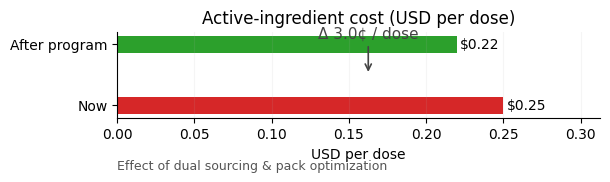 Active-ingredient cost (USD per dose)
Δ 3.0¢ / dose
After program
$0.22
Now
$0.25
0.00 0.05 0.10 0.15 0.20 0.25 0.30
USD per dose
Effect of dual sourcing & pack optimization